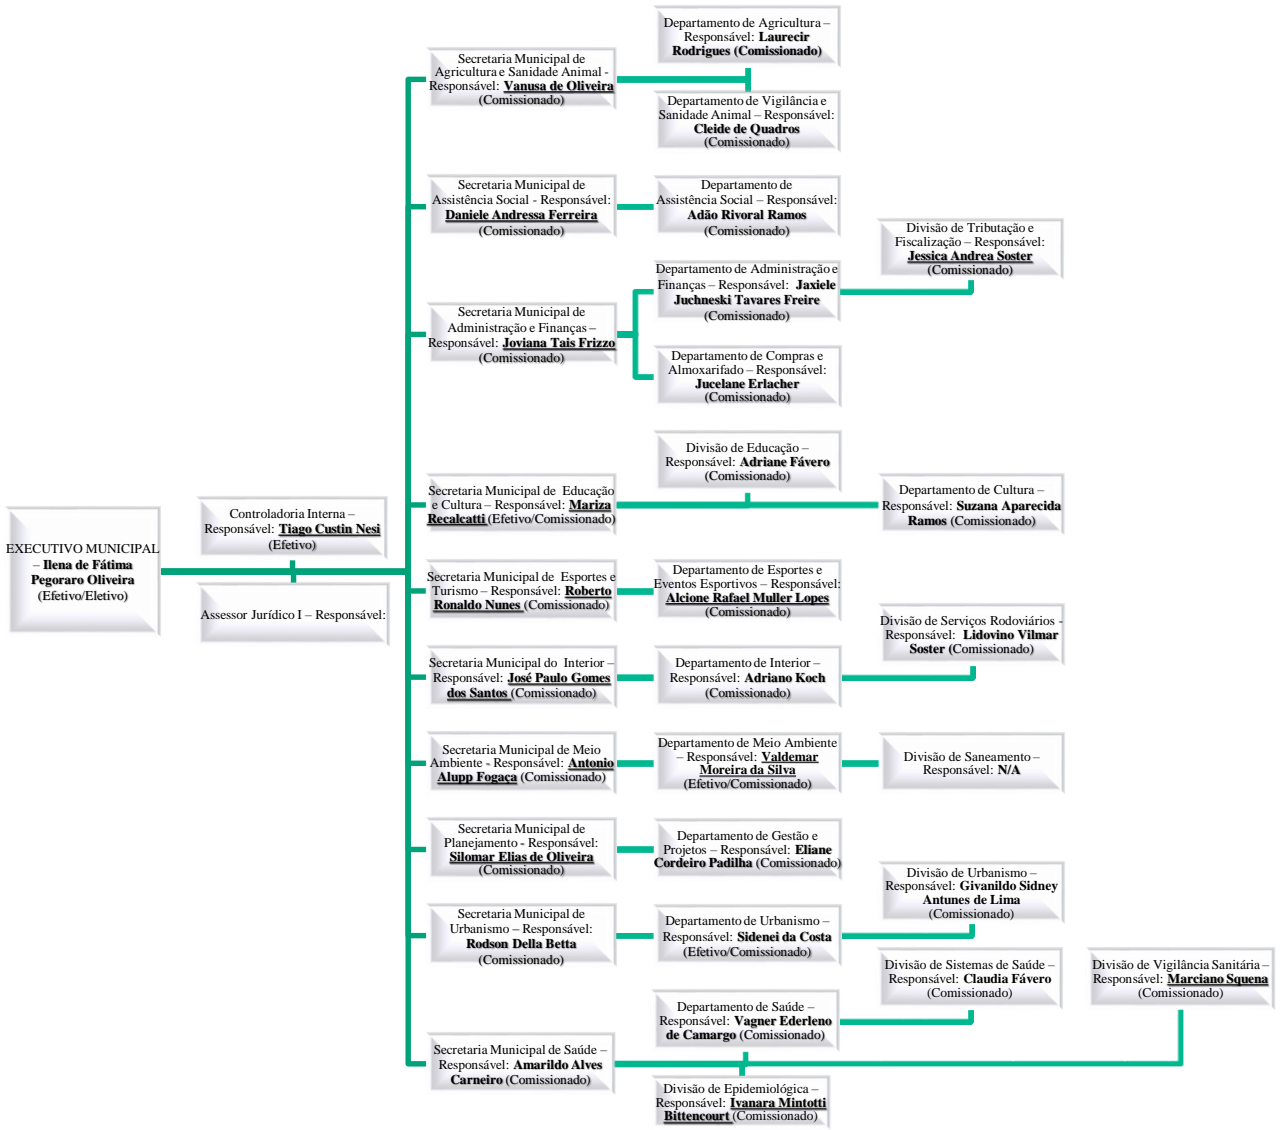 EXECUTIVO MUNICIPAL
– Ilena de Fátima
Pegoraro Oliveira
(Efetivo/Eletivo)
Controladoria Interna –
Responsável: Tiago Custin Nesi
(Efetivo)
Assessor Jurídico I – Responsável:
Secretaria Municipal de
Agricultura e Sanidade Animal -
Responsável: Vanusa de Oliveira
(Comissionado)
Departamento de Agricultura –
Responsável: Laurecir
Rodrigues (Comissionado)
Departamento de Vigilância e
Sanidade Animal – Responsável:
Cleide de Quadros
(Comissionado)
Secretaria Municipal de
Assistência Social - Responsável:
Daniele Andressa Ferreira
(Comissionado)
Departamento de
Assistência Social – Responsável:
Adão Rivoral Ramos
(Comissionado)
Secretaria Municipal de
Administração e Finanças –
Responsável: Joviana Tais Frizzo
(Comissionado)
Departamento de Administração e
Finanças – Responsável: Jaxiele
Juchneski Tavares Freire
(Comissionado)
Divisão de Tributação e
Fiscalização – Responsável:
Jessica Andrea Soster
(Comissionado)
Departamento de Compras e
Almoxarifado – Responsável:
Jucelane Erlacher
(Comissionado)
Secretaria Municipal de Educação
e Cultura – Responsável: Mariza
Recalcatti (Efetivo/Comissionado)
Divisão de Educação –
Responsável: Adriane Fávero
(Comissionado)
Departamento de Cultura –
Responsável: Suzana Aparecida
Ramos (Comissionado)
Secretaria Municipal de Esportes e
Turismo – Responsável: Roberto
Ronaldo Nunes (Comissionado)
Departamento de Esportes e
Eventos Esportivos – Responsável:
Alcione Rafael Muller Lopes
(Comissionado)
Secretaria Municipal do Interior –
Responsável: José Paulo Gomes
dos Santos (Comissionado)
Departamento de Interior –
Responsável: Adriano Koch
(Comissionado)
Divisão de Serviços Rodoviários -
Responsável: Lidovino Vilmar
Soster (Comissionado)
Secretaria Municipal de Meio
Ambiente - Responsável: Antonio
Alupp Fogaça (Comissionado)
Departamento de Meio Ambiente
– Responsável: Valdemar
Moreira da Silva
(Efetivo/Comissionado)
Divisão de Saneamento –
Responsável: N/A
Secretaria Municipal de
Planejamento - Responsável:
Silomar Elias de Oliveira
(Comissionado)
Departamento de Gestão e
Projetos – Responsável: Eliane
Cordeiro Padilha (Comissionado)
Secretaria Municipal de
Urbanismo – Responsável:
Rodson Della Betta
(Comissionado)
Departamento de Urbanismo –
Responsável: Sidenei da Costa
(Efetivo/Comissionado)
Divisão de Urbanismo –
Responsável: Givanildo Sidney
Antunes de Lima
(Comissionado)
Secretaria Municipal de Saúde –
Responsável: Amarildo Alves
Carneiro (Comissionado)
Departamento de Saúde –
Responsável: Vagner Ederleno
de Camargo (Comissionado)
Divisão de Sistemas de Saúde –
Responsável: Claudia Fávero
(Comissionado)
Divisão de Vigilância Sanitária –
Responsável: Marciano Squena
(Comissionado)
Divisão de Epidemiológica –
Responsável: Ivanara Mintotti
Bittencourt (Comissionado)